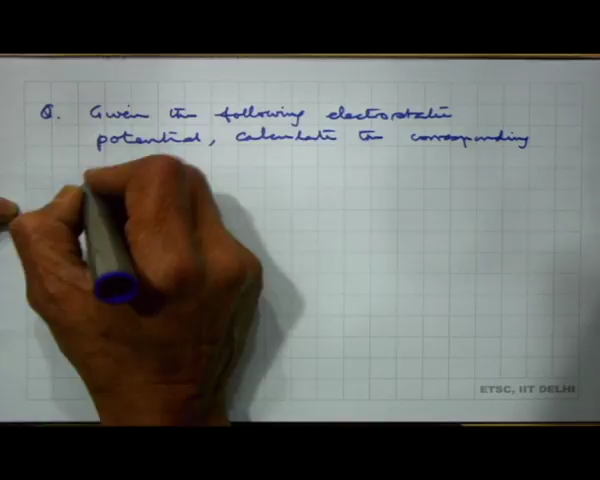 Q. Given the following electrostatic
potential, calculate the corresponding
ETSC, IIT DELHI